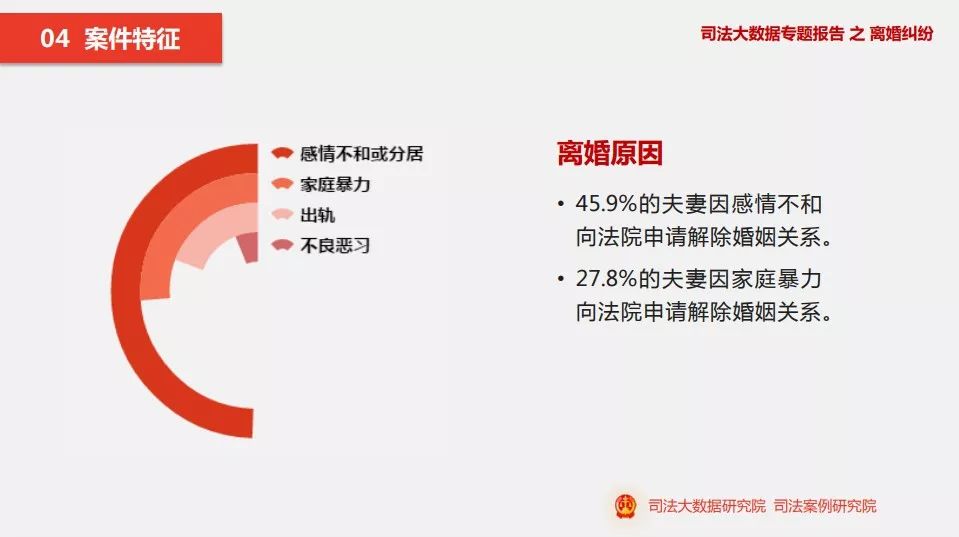 04 案件特征
司法大数据专题报告 之 离婚纠纷
感情不和或分居
家庭暴力
出轨
不良恶习
离婚原因
• 45.9%的夫妻因感情不和
向法院申请解除婚姻关系。
• 27.8%的夫妻因家庭暴力
向法院申请解除婚姻关系。
司法大数据研究院 司法案例研究院